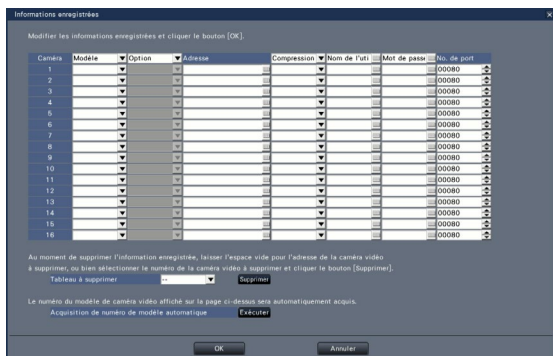 Informations enregistrées
Modifier les informations enregistrées et cliquer le bouton [OK].
Caméra Modèle Option Adresse Compression Nom de l'uti Mot de passe No. de port
1 00080
2 00080
3 00080
4 00080
5 00080
6 00080
7 00080
8 00080
9 00080
10 00080
11 00080
12 00080
13 00080
14 00080
15 00080
16 00080
Au moment de supprimer l'information enregistrée, laisser l'espace vide pour l'adresse de la caméra vidéo
à supprimer, ou bien sélectionner le numéro de la caméra vidéo à supprimer et cliquer le bouton [Supprimer].
Tableau à supprimer -- Supprimer
Le numéro du modèle de caméra vidéo affiché sur la page ci-dessus sera automatiquement acquis.
Acquisition de numéro de modèle automatique Exécuter
OK Annuler